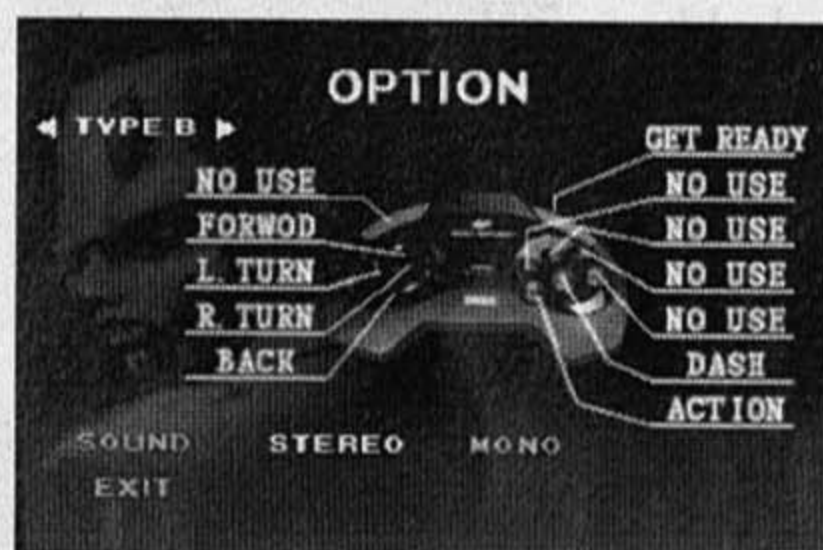 OPTION
TYPE B
GET READY
NO USE
NO USE
FORWOD
NO USE
L. TURN
NO USE
R. TURN
NO USE
BACK
DASH
ACTION
SOUND STEREO MONO
EXIT